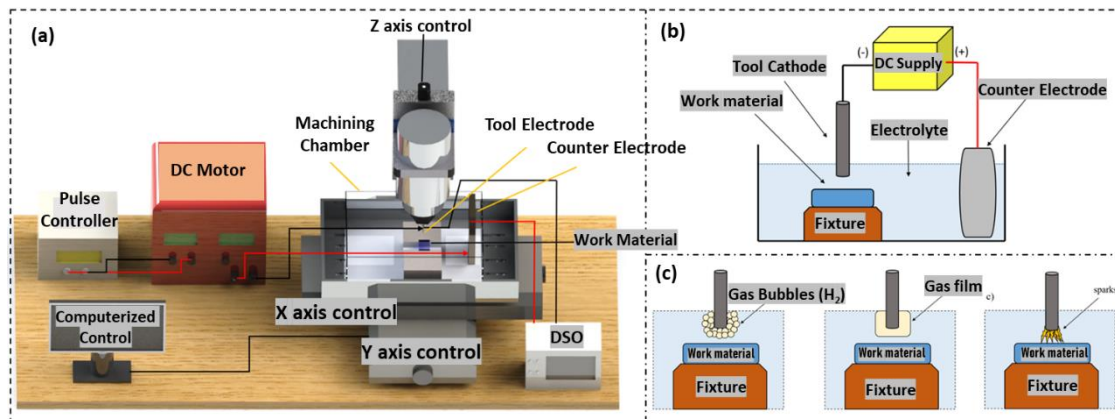 (a)
Z axis control
Machining
Chamber
Tool Electrode
Counter Electrode
DC Motor
Pulse
Controller
Work Material
Computerized
Control
X axis control
Y axis control
DSO
(b)
(-)
DC Supply
(+)
Tool Cathode
Counter Electrode
Work material
Electrolyte
Fixture
(c)
Gas Bubbles (H2)
Work material
Fixture
Gas film
c)
Work material
Fixture
sparks
Work material
Fixture